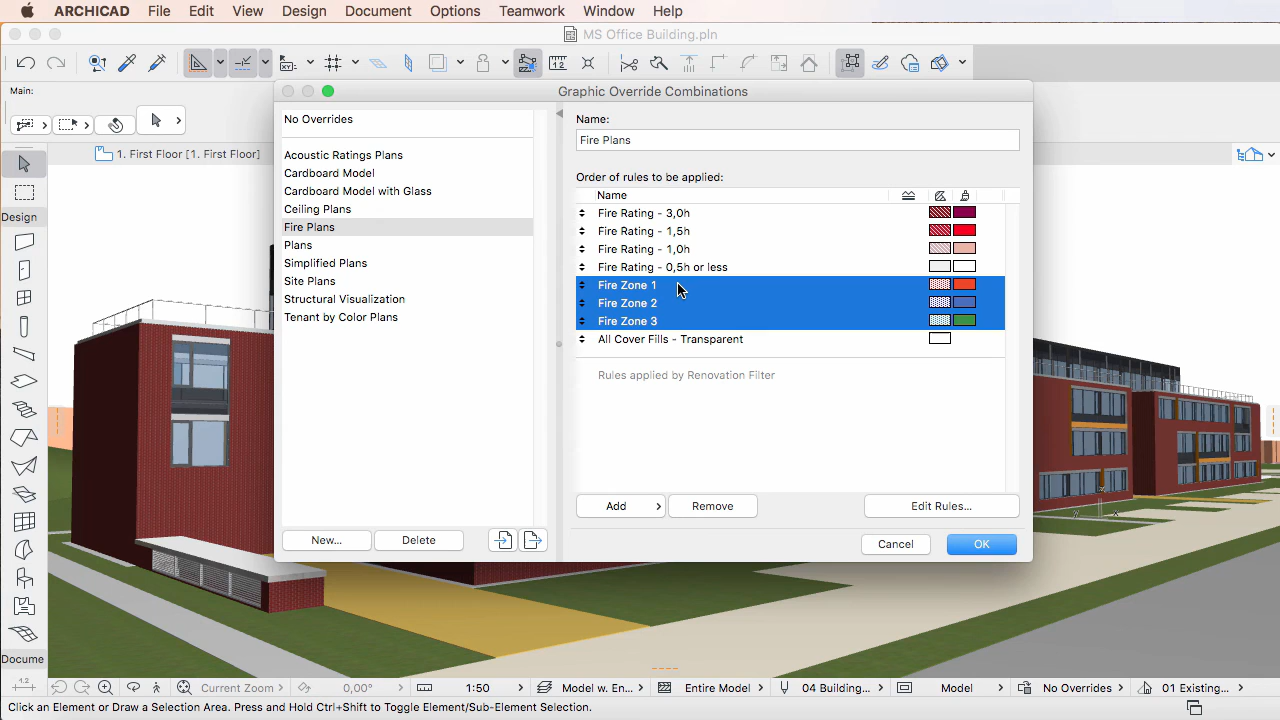 ARCHICAD File Edit View Design Document Options Teamwork Window Help
MS Office Building.pln
Main:
1. First Floor [1. First Floor]
Design
Docume
Graphic Override Combinations
No Overrides
Acoustic Ratings Plans
Cardboard Model
Cardboard Model with Glass
Ceiling Plans
Fire Plans
Plans
Simplified Plans
Site Plans
Structural Visualization
Tenant by Color Plans
New...
Delete
Name:
Fire Plans
Order of rules to be applied:
Name
Fire Rating - 3,0h
Fire Rating - 1,5h
Fire Rating - 1,0h
Fire Rating - 0,5h or less
Fire Zone 1
Fire Zone 2
Fire Zone 3
All Cover Fills - Transparent
Rules applied by Renovation Filter
Add
Remove
Edit Rules...
Cancel
OK
Current Zoom 0,00° 1:50 Model w. En... Entire Model 04 Building... Model No Overrides 01 Existing...
Click an Element or Draw a Selection Area. Press and Hold Ctrl+Shift to Toggle Element/Sub-Element Selection.